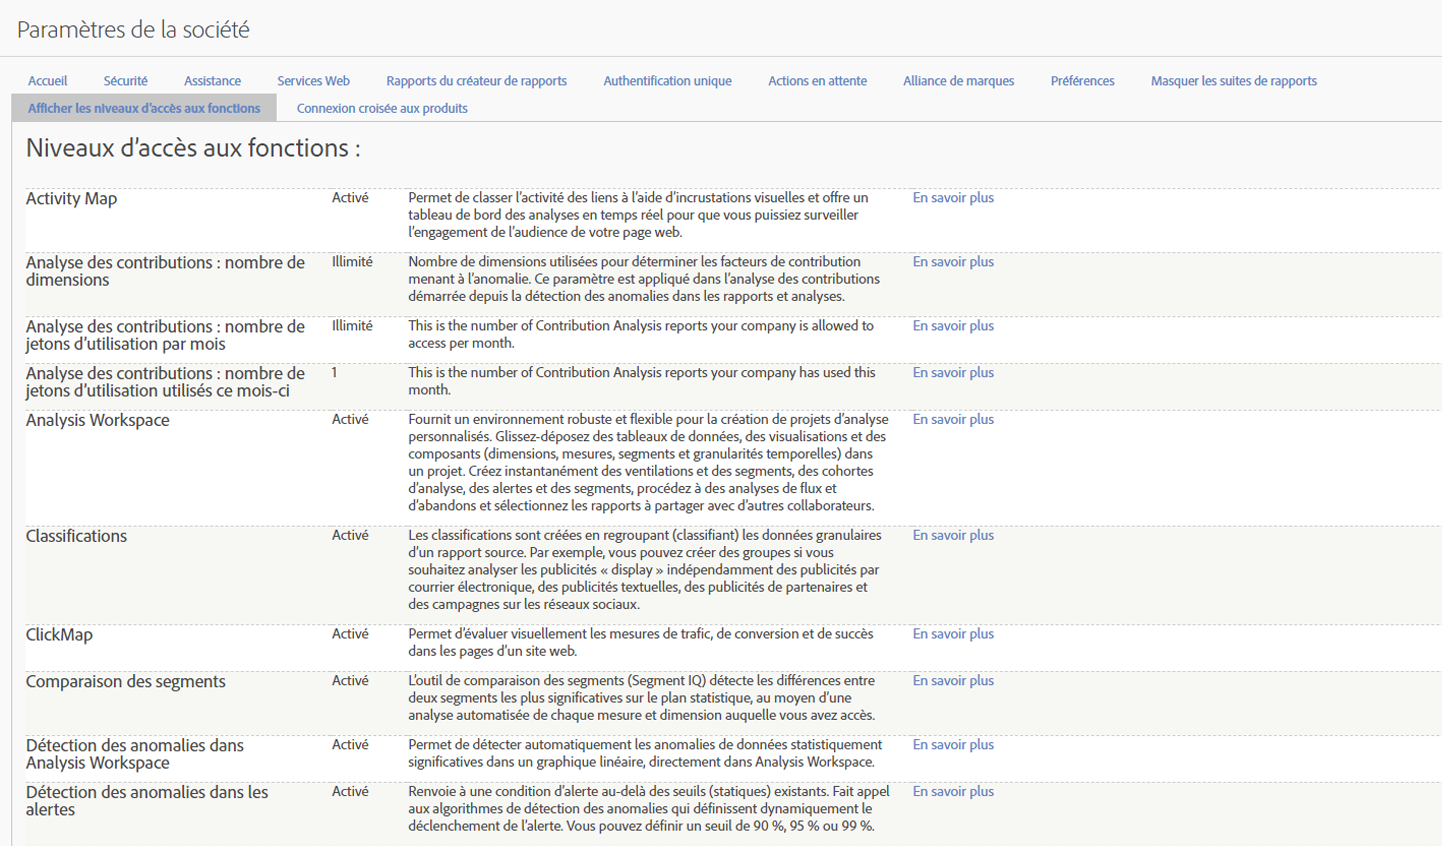 Paramètres de la société
Accueil Sécurité Assistance Services Web Rapports du créateur de rapports Authentification unique Actions en attente Alliance de marques Préférences Masquer les suites de rapports
Afficher les niveaux d’accès aux fonctions Connexion croisée aux produits
Niveaux d’accès aux fonctions :
Activity Map Activé Permet de classer l’activité des liens à l’aide d’incrustations visuelles et offre un En savoir plus
tableau de bord des analyses en temps réel pour que vous puissiez surveiller
l’engagement de l’audience de votre page web.
Analyse des contributions : nombre de Illimité Nombre de dimensions utilisées pour déterminer les facteurs de contribution En savoir plus
dimensions menant à l’anomalie. Ce paramètre est appliqué dans l’analyse des contributions
démarrée depuis la détection des anomalies dans les rapports et analyses.
Analyse des contributions : nombre de Illimité This is the number of Contribution Analysis reports your company is allowed to En savoir plus
jetons d’utilisation par mois access per month.
Analyse des contributions : nombre de 1 This is the number of Contribution Analysis reports your company has used this En savoir plus
jetons d’utilisation utilisés ce mois-ci month.
Analysis Workspace Activé Fournit un environnement robuste et flexible pour la création de projets d’analyse En savoir plus
personnalisés. Glissez-déposez des tableaux de données, des visualisations et des
composants (dimensions, mesures, segments et granularités temporelles) dans
un projet. Créez instantanément des ventilations et des segments, des cohortes
d’analyse, des alertes et des segments, procédez à des analyses de flux et
d’abandons et sélectionnez les rapports à partager avec d’autres collaborateurs.
Classifications Activé Les classifications sont créées en regroupant (classifiant) les données granulaires En savoir plus
d’un rapport source. Par exemple, vous pouvez créer des groupes si vous
souhaitez analyser les publicités « display » indépendamment des publicités par
courrier électronique, des publicités textuelles, des publicités de partenaires et
des campagnes sur les réseaux sociaux.
ClickMap Activé Permet d’évaluer visuellement les mesures de trafic, de conversion et de succès En savoir plus
dans les pages d’un site web.
Comparaison des segments Activé L’outil de comparaison des segments (Segment IQ) détecte les différences entre En savoir plus
deux segments les plus significatives sur le plan statistique, au moyen d’une
analyse automatisée de chaque mesure et dimension auquelle vous avez accès.
Détection des anomalies dans Activé Permet de détecter automatiquement les anomalies de données statistiquement En savoir plus
Analysis Workspace significatives dans un graphique linéaire, directement dans Analysis Workspace.
Détection des anomalies dans les Activé Renvoie à une condition d’alerte au-delà des seuils (statiques) existants. Fait appel En savoir plus
alertes aux algorithmes de détection des anomalies qui définissent dynamiquement le
déclenchement de l’alerte. Vous pouvez définir un seuil de 90 %, 95 % ou 99 %.